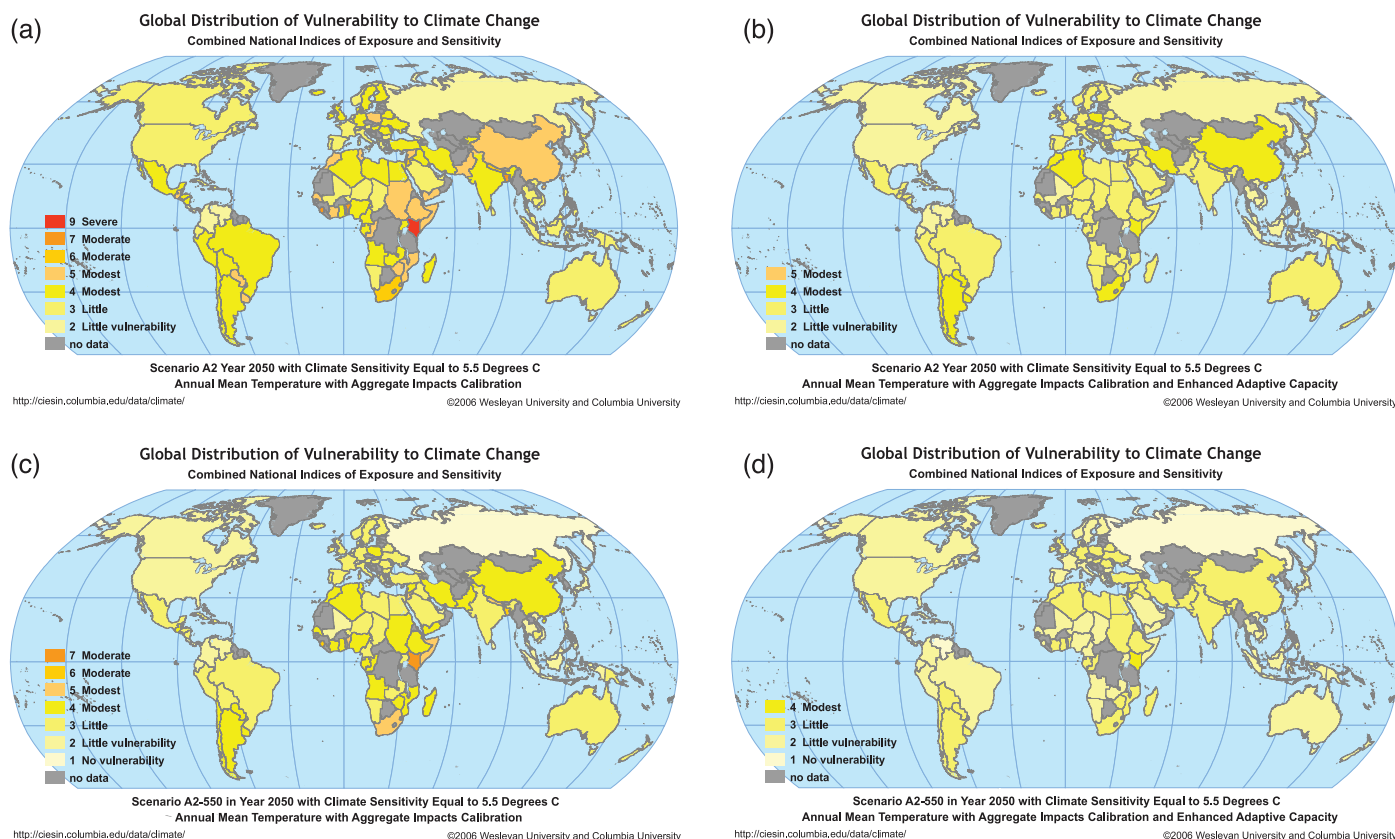 (a)
Global Distribution of Vulnerability to Climate Change
Combined National Indices of Exposure and Sensitivity
9 Severe
7 Moderate
6 Moderate
5 Modest
4 Modest
3 Little
2 Little vulnerability
no data
Scenario A2 Year 2050 with Climate Sensitivity Equal to 5.5 Degrees C
Annual Mean Temperature with Aggregate Impacts Calibration
http://ciesin.columbia.edu/data/climate/
©2006 Wesleyan University and Columbia University
(b)
Global Distribution of Vulnerability to Climate Change
Combined National Indices of Exposure and Sensitivity
5 Modest
4 Modest
3 Little
2 Little vulnerability
no data
Scenario A2 Year 2050 with Climate Sensitivity Equal to 5.5 Degrees C
Annual Mean Temperature with Aggregate Impacts Calibration and Enhanced Adaptive Capacity
http://ciesin.columbia.edu/data/climate/
©2006 Wesleyan University and Columbia University
(c)
Global Distribution of Vulnerability to Climate Change
Combined National Indices of Exposure and Sensitivity
7 Moderate
6 Moderate
5 Modest
4 Modest
3 Little
2 Little vulnerability
1 No vulnerability
no data
Scenario A2-550 in Year 2050 with Climate Sensitivity Equal to 5.5 Degrees C
Annual Mean Temperature with Aggregate Impacts Calibration
http://ciesin.columbia.edu/data/climate/
©2006 Wesleyan University and Columbia University
(d)
Global Distribution of Vulnerability to Climate Change
Combined National Indices of Exposure and Sensitivity
4 Modest
3 Little
2 Little vulnerability
1 No vulnerability
no data
Scenario A2-550 in Year 2050 with Climate Sensitivity Equal to 5.5 Degrees C
Annual Mean Temperature with Aggregate Impacts Calibration and Enhanced Adaptive Capacity
http://ciesin.columbia.edu/data/climate/
©2006 Wesleyan University and Columbia University